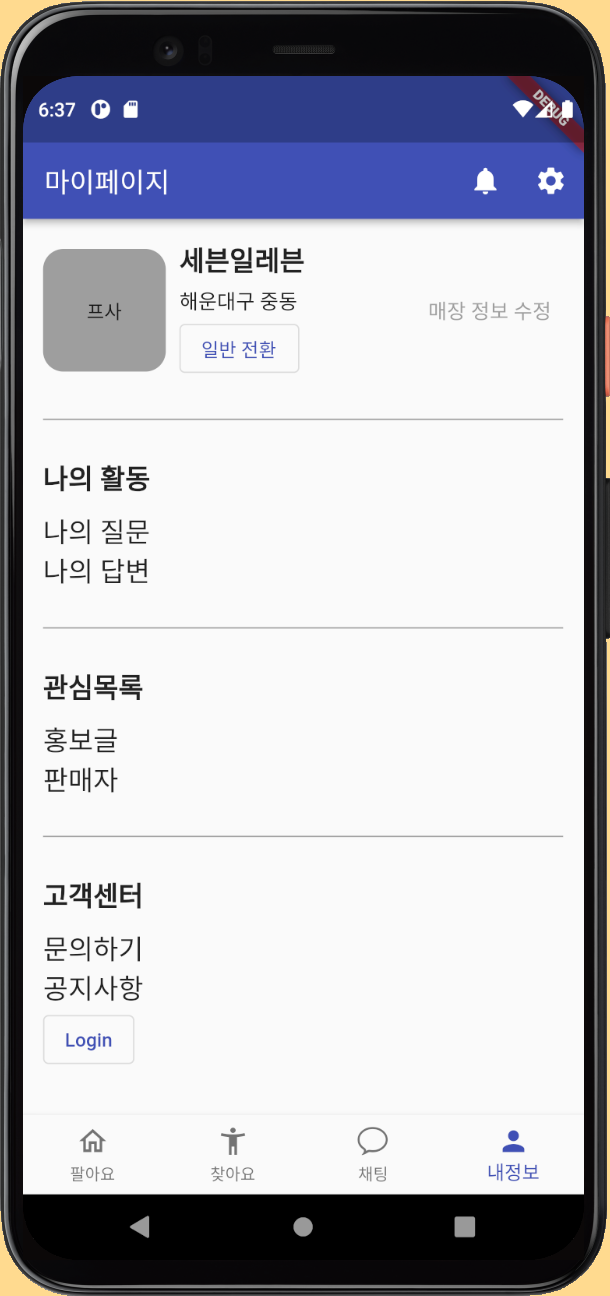 6:37
DEBUG
마이페이지
프사
세븐일레븐
해운대구 중동
일반 전환
매장 정보 수정
나의 활동
나의 질문
나의 답변
관심목록
홍보글
판매자
고객센터
문의하기
공지사항
Login
팔아요
찾아요
채팅
내정보